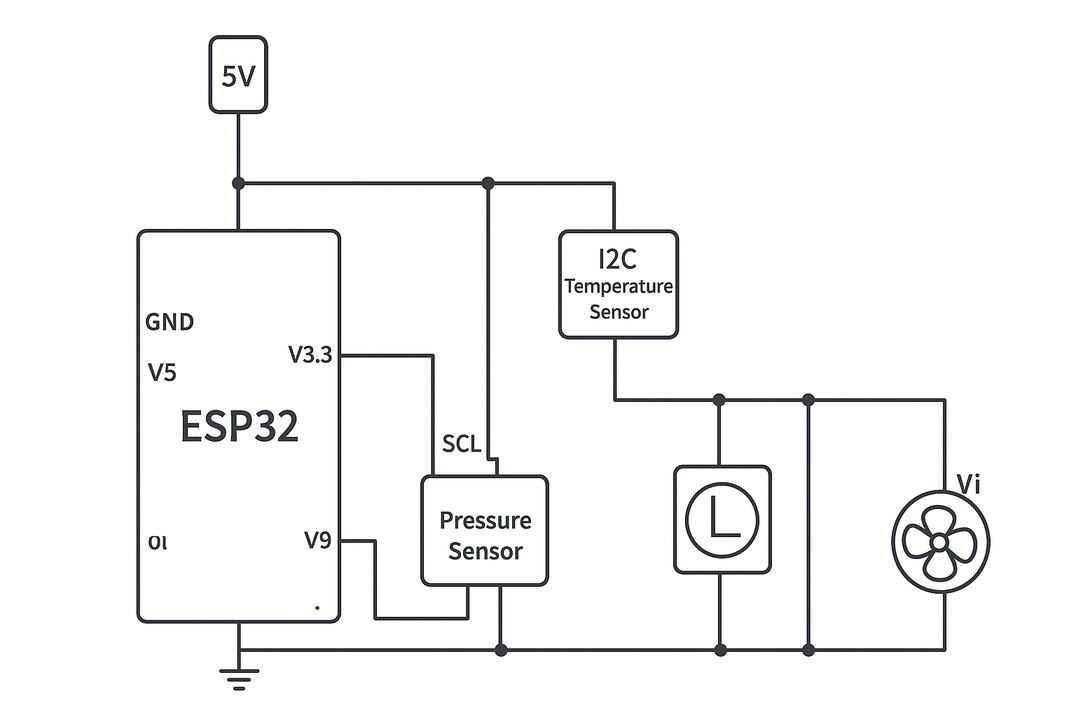 5V
I2C
Temperature
Sensor
GND
V3.3
V5
ESP32
SCL
Vi
Pressure
Sensor
L
V9